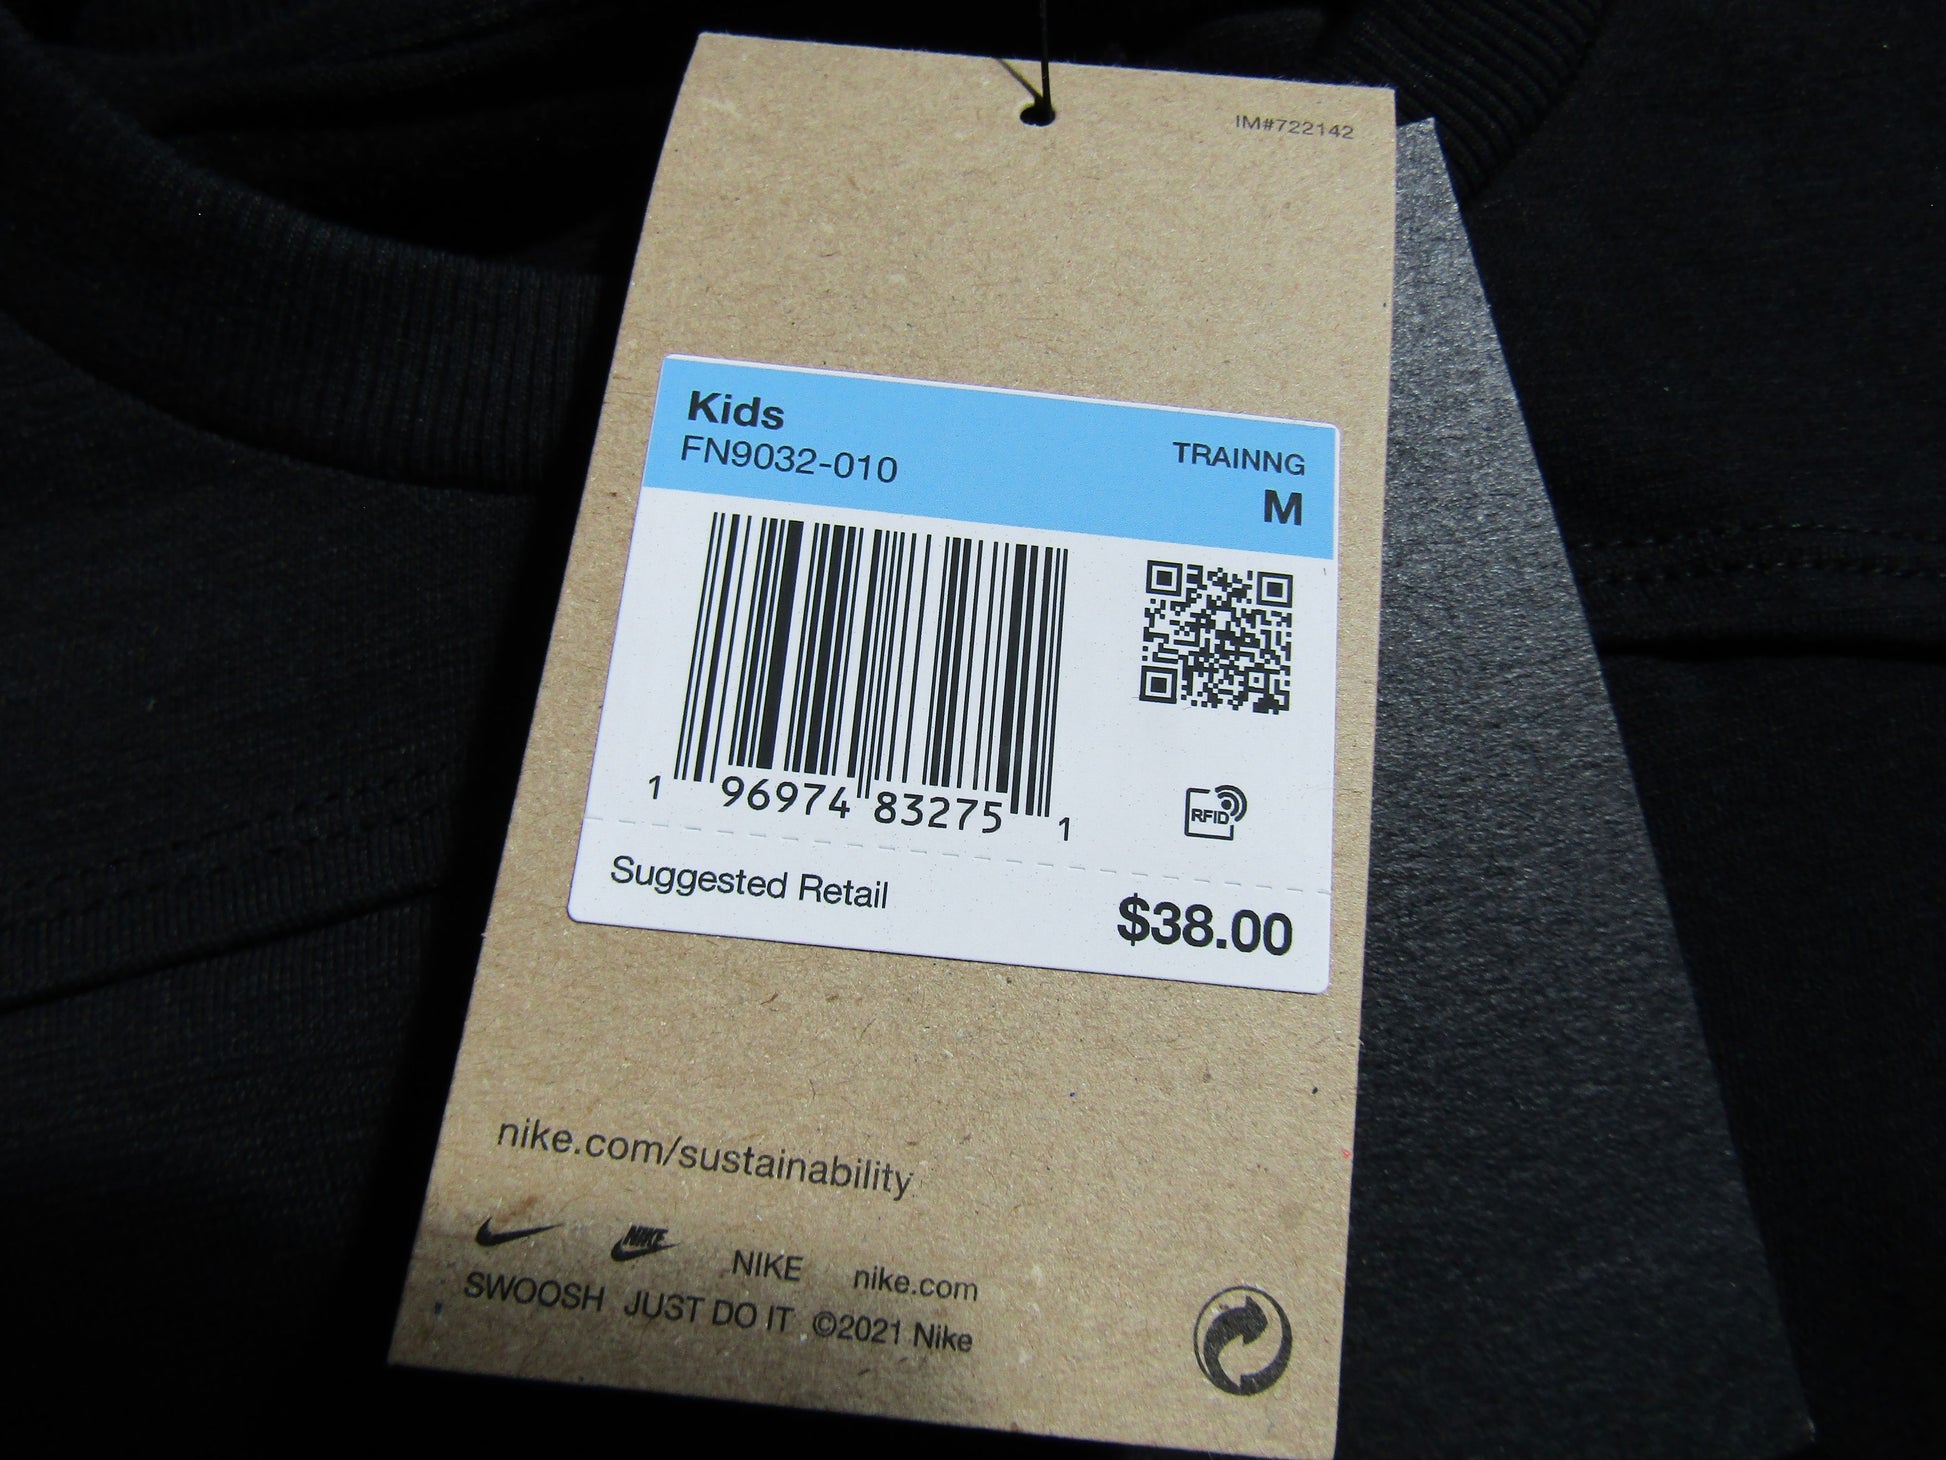 IM#722142
Kids
FN9032-010
TRAINNG
M
1 96974 83275 1
RFID
Suggested Retail
$38.00
nike.com/sustainability
NIKE NIKE nike.com
SWOOSH JUST DO IT ©2021 Nike